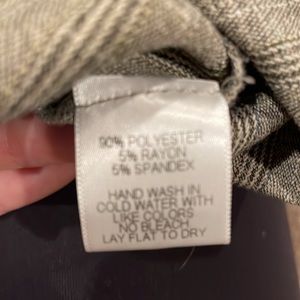 90% POLYESTER
5% RAYON
5% SPANDEX
HAND WASH IN
COLD WATER WITH
LIKE COLORS
NO BLEACH
LAY FLAT TO DRY